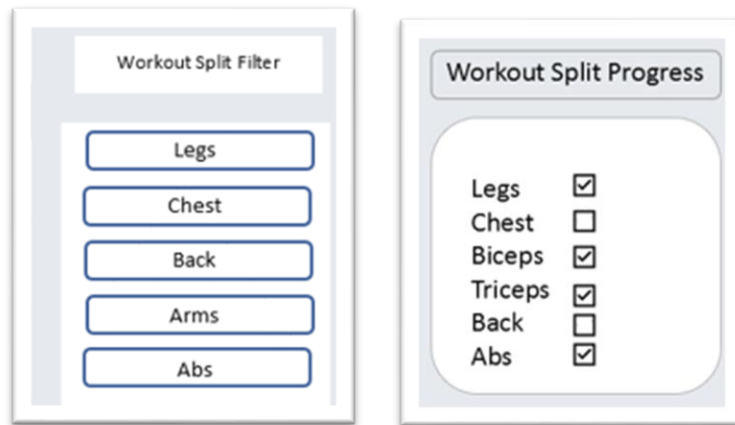 Workout Split Filter
Legs
Chest
Back
Arms
Abs
Workout Split Progress
Legs
Chest
Biceps
Triceps
Back
Abs